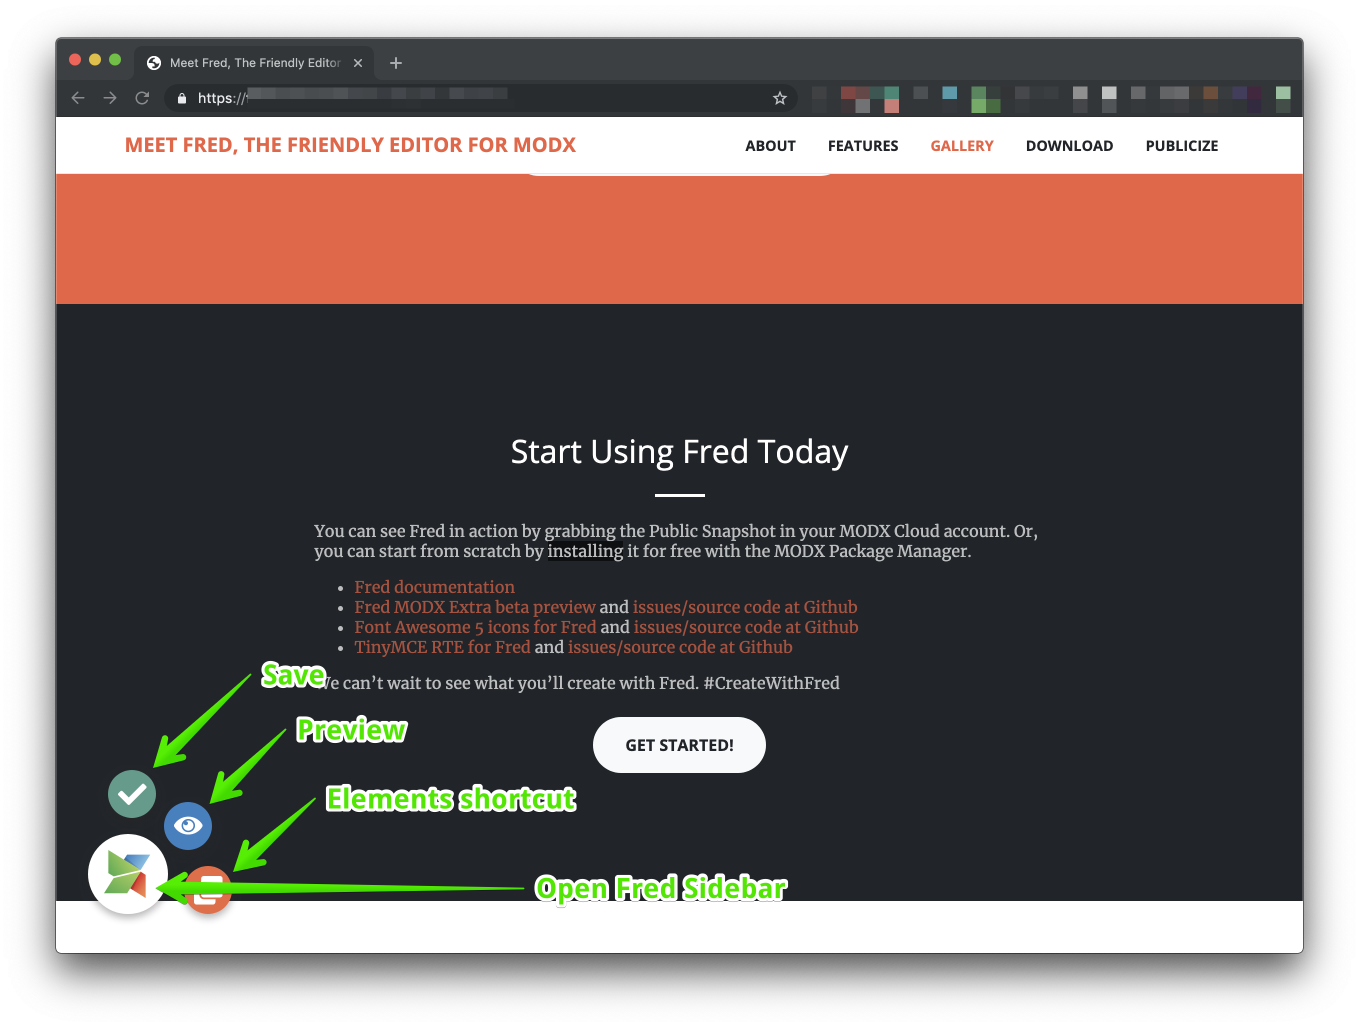 Meet Fred, The Friendly Editor
https://
MEET FRED, THE FRIENDLY EDITOR FOR MODX
ABOUT FEATURES GALLERY DOWNLOAD PUBLICIZE
Start Using Fred Today
You can see Fred in action by grabbing the Public Snapshot in your MODX Cloud account. Or,
you can start from scratch by installing it for free with the MODX Package Manager.
• Fred documentation
• Fred MODX Extra beta preview and issues/source code at Github
• Font Awesome 5 icons for Fred and issues/source code at Github
• TinyMCE RTE for Fred and issues/source code at Github
Save
We can’t wait to see what you’ll create with Fred. #CreateWithFred
Preview
GET STARTED!
Elements shortcut
Open Fred Sidebar